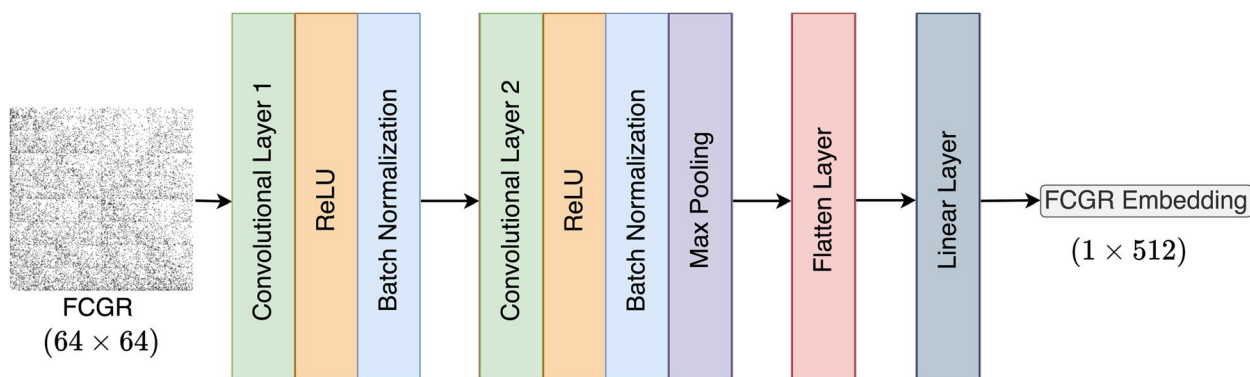 FCGR
(64 × 64)
Convolutional Layer 1
ReLU
Batch Normalization
Convolutional Layer 2
ReLU
Batch Normalization
Max Pooling
Flatten Layer
Linear Layer
FCGR Embedding
(1 × 512)